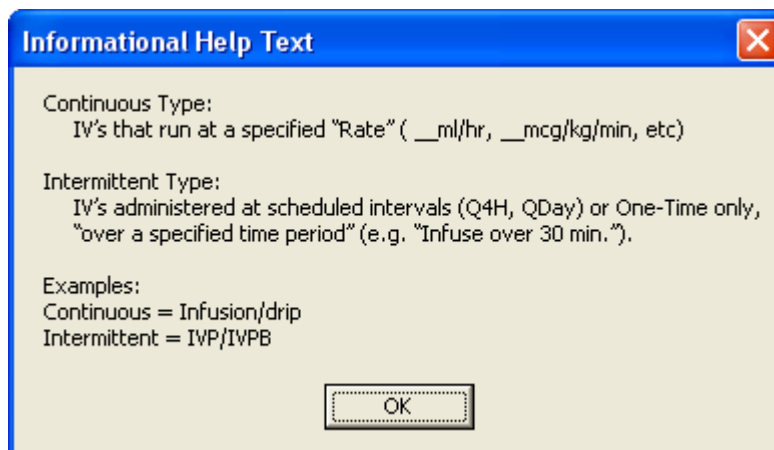 Informational Help Text
Continuous Type:
IV's that run at a specified "Rate" ( __ml/hr, __mcg/kg/min, etc)
Intermittent Type:
IV's administered at scheduled intervals (Q4H, QDay) or One-Time only,
"over a specified time period" (e.g. "Infuse over 30 min.").
Examples:
Continuous = Infusion/drip
Intermittent = IVP/IVPB
OK